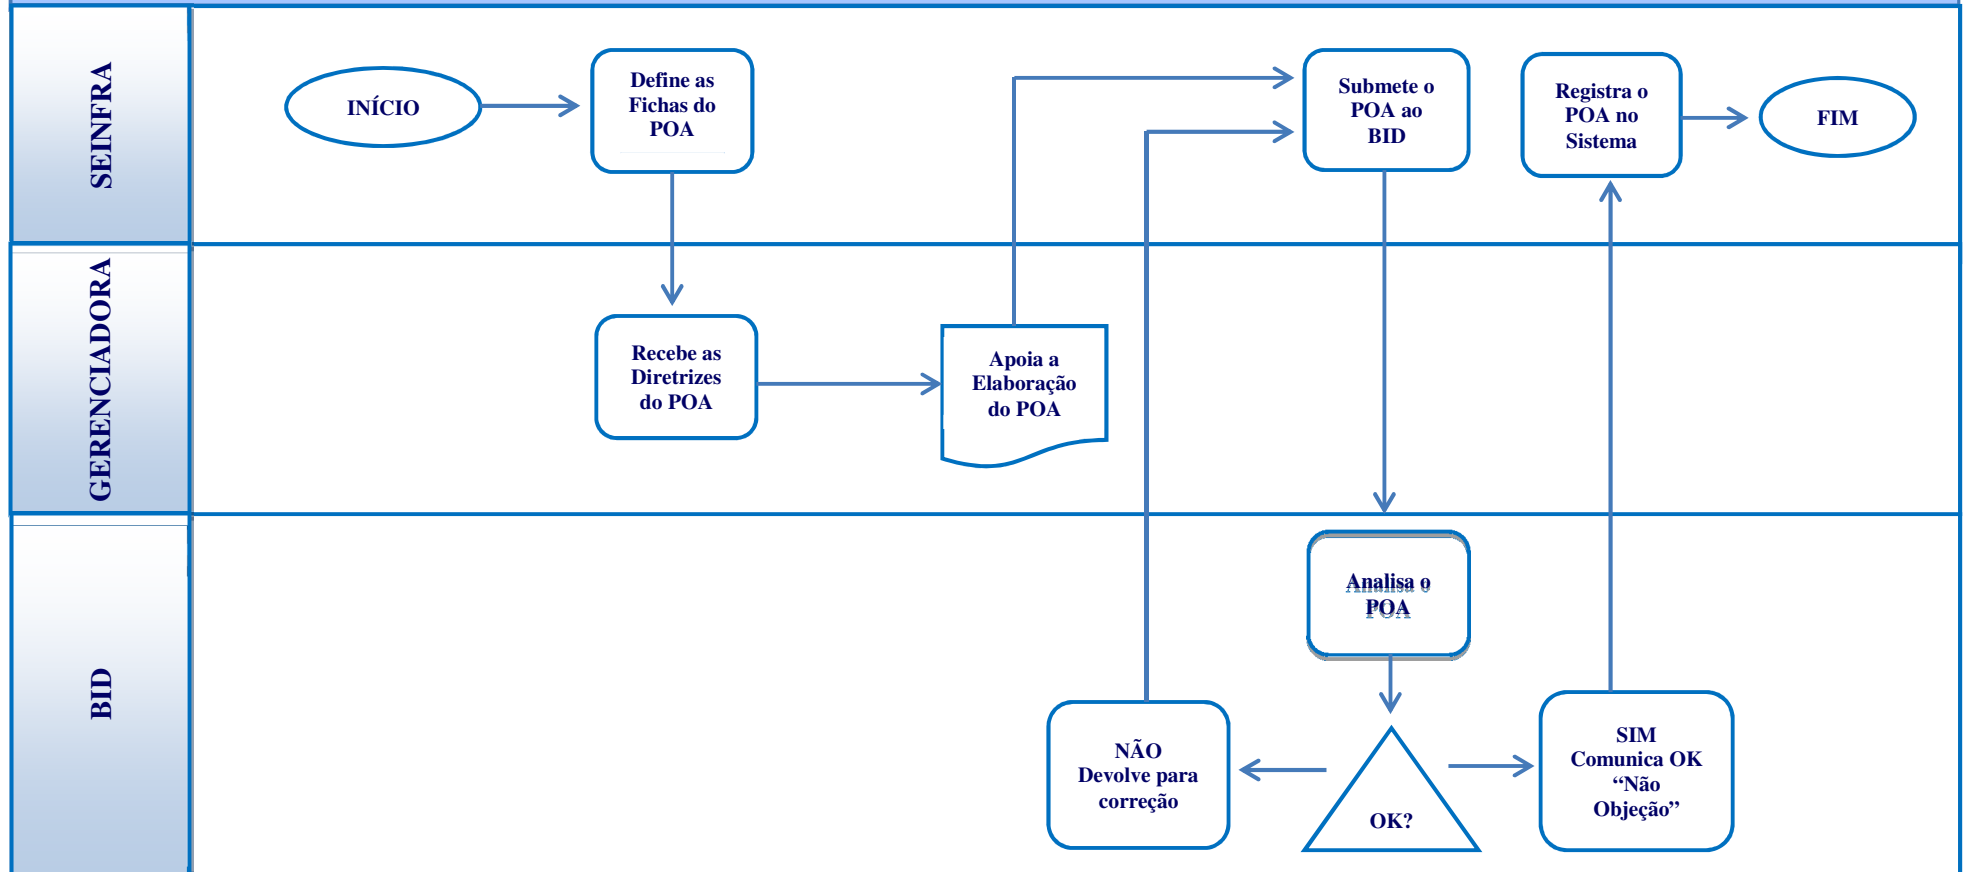 SEINFRA
INÍCIO
Define as
Fichas do
POA
Submete o
POA ao
BID
Registra o
POA no
Sistema
FIM
GERENCIADORA
Recebe as
Diretrizes
do POA
Apoia a
Elaboração
do POA
BID
Analisa o
POA
NÃO
Devolve para
correção
OK?
SIM
Comunica OK
“Não
Objeção”